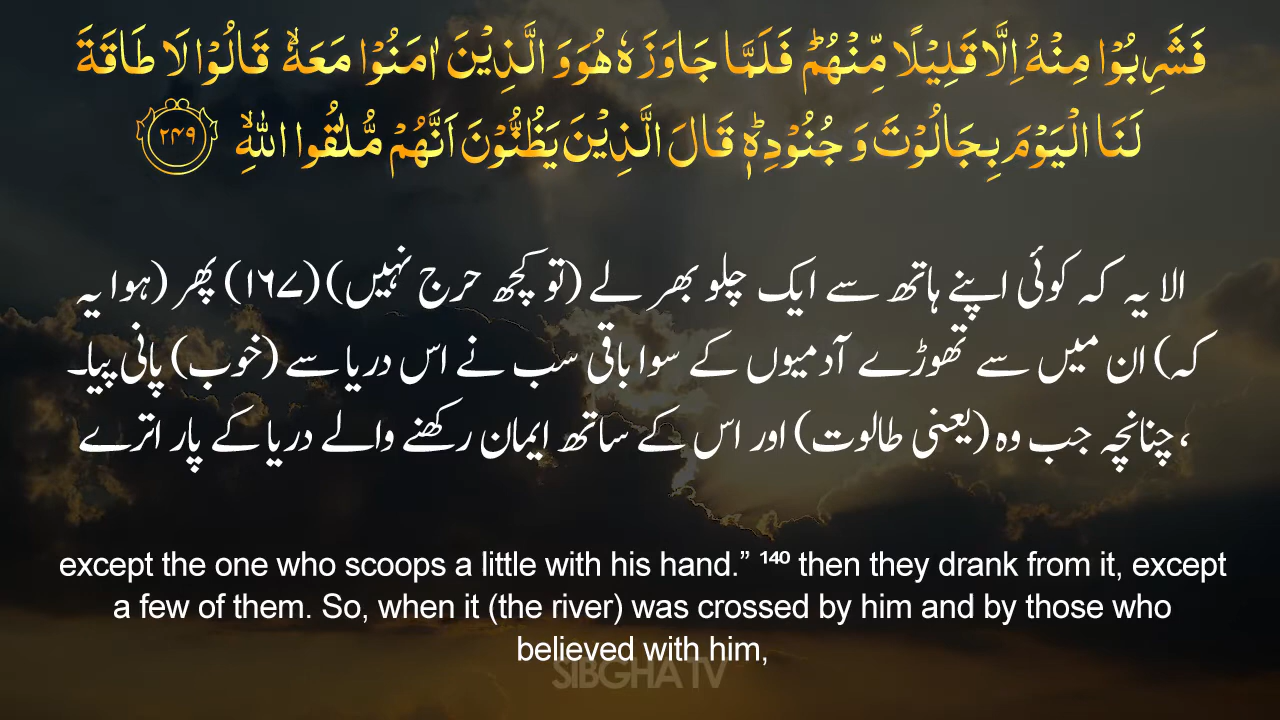 فَشَرِبُوْا مِنْهُ اِلَّا قَلِيْلًا مِّنْهُمْ ؕ فَلَمَّا جَاوَزَهٗ هُوَ وَ الَّذِيْنَ اٰمَنُوْا مَعَهٗ ۙ قَالُوْا لَا طَاقَةَ
لَنَا الْيَوْمَ بِجَالُوْتَ وَ جُنُوْدِهٖ ؕ قَالَ الَّذِيْنَ يَظُنُّوْنَ اَنَّهُمْ مُّلٰقُوا اللّٰهِ ۙ ﴿۲۴۹﴾
الا یہ کہ کوئی اپنے ہاتھ سے ایک چلو بھر لے (تو کچھ حرج نہیں) (۱۶۷) پھر (ہوا یہ
کہ) ان میں سے تھوڑے آدمیوں کے سوا باقی سب نے اس دریا سے (خوب) پانی پیا۔
، چنانچہ جب وہ (یعنی طالوت) اور اس کے ساتھ ایمان رکھنے والے دریا کے پار اترے
except the one who scoops a little with his hand.” ¹⁴⁰ then they drank from it, except
a few of them. So, when it (the river) was crossed by him and by those who
believed with him,
SIBGHA TV